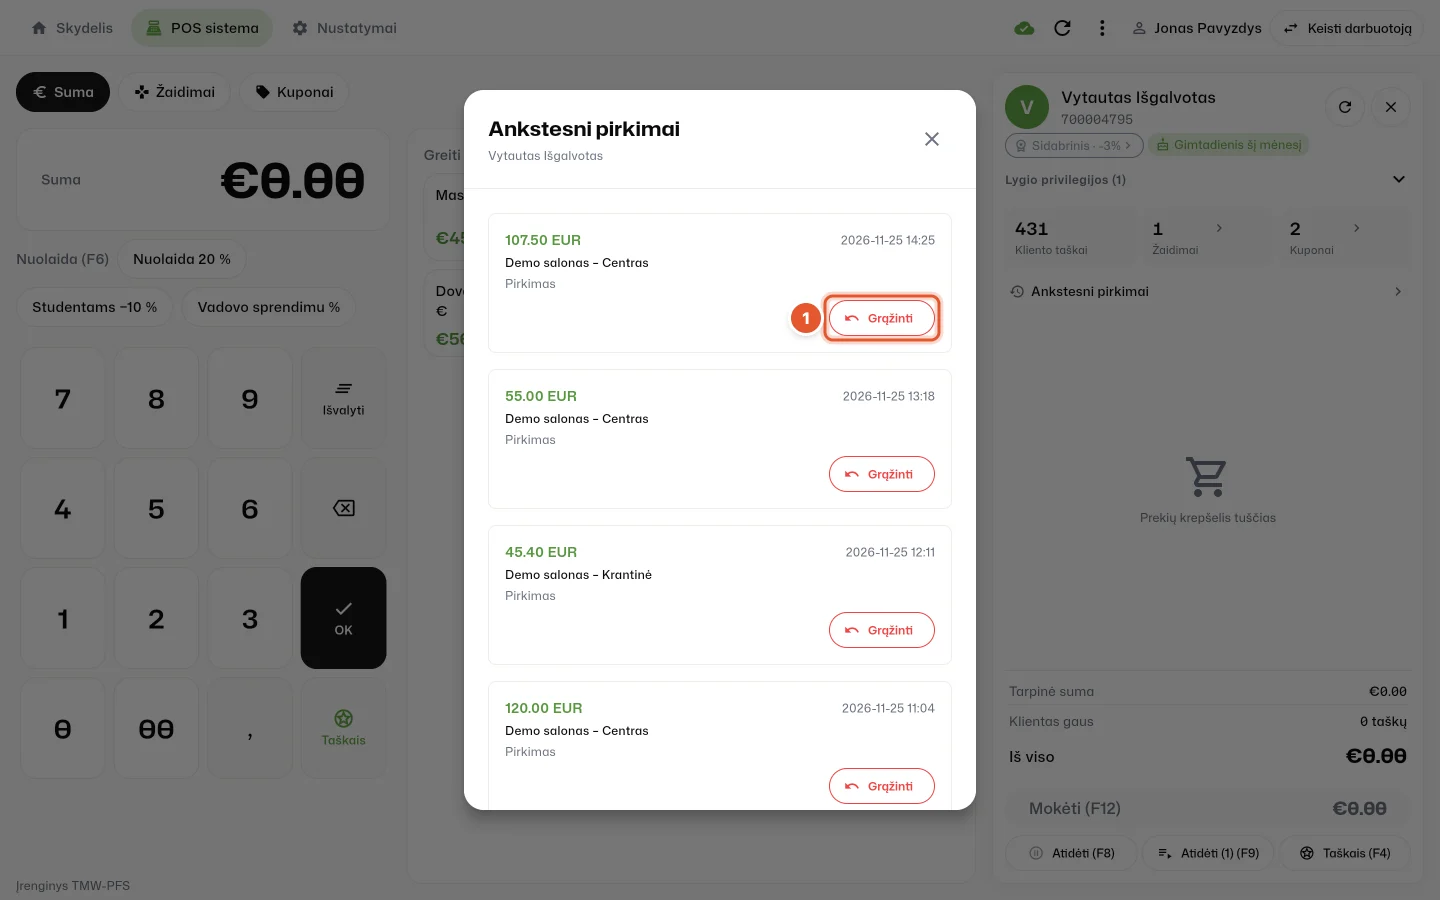 Skydelis
POS sistema
Nustatymai
Jonas Pavyzdys
Keisti darbuotoją
Suma
Žaidimai
Kuponai
Suma
€0.00
Nuolaida (F6)
Nuolaida 20 %
Studentams −10 %
Vadovo sprendimu %
7
8
9
Išvalyti
4
5
6
1
2
3
OK
0
00
,
Taškais
Įrenginys TMW-PFS
Greiti
Mas
€45
Dov
€
€56
Ankstesni pirkimai
Vytautas Išgalvotas
107.50 EUR
2026-11-25 14:25
Demo salonas – Centras
Pirkimas
1
Grąžinti
55.00 EUR
2026-11-25 13:18
Demo salonas – Centras
Pirkimas
Grąžinti
45.40 EUR
2026-11-25 12:11
Demo salonas – Krantinė
Pirkimas
Grąžinti
120.00 EUR
2026-11-25 11:04
Demo salonas – Centras
Pirkimas
Grąžinti
V
Vytautas Išgalvotas
700004795
Sidabrinis · -3%
Gimtadienis šį mėnesį
Lygio privilegijos (1)
431
Kliento taškai
1
Žaidimai
2
Kuponai
Ankstesni pirkimai
Prekių krepšelis tuščias
Tarpinė suma
€0.00
Klientas gaus
0 taškų
Iš viso
€0.00
Mokėti (F12)
€0.00
Atidėti (F8)
Atidėti (1) (F9)
Taškais (F4)